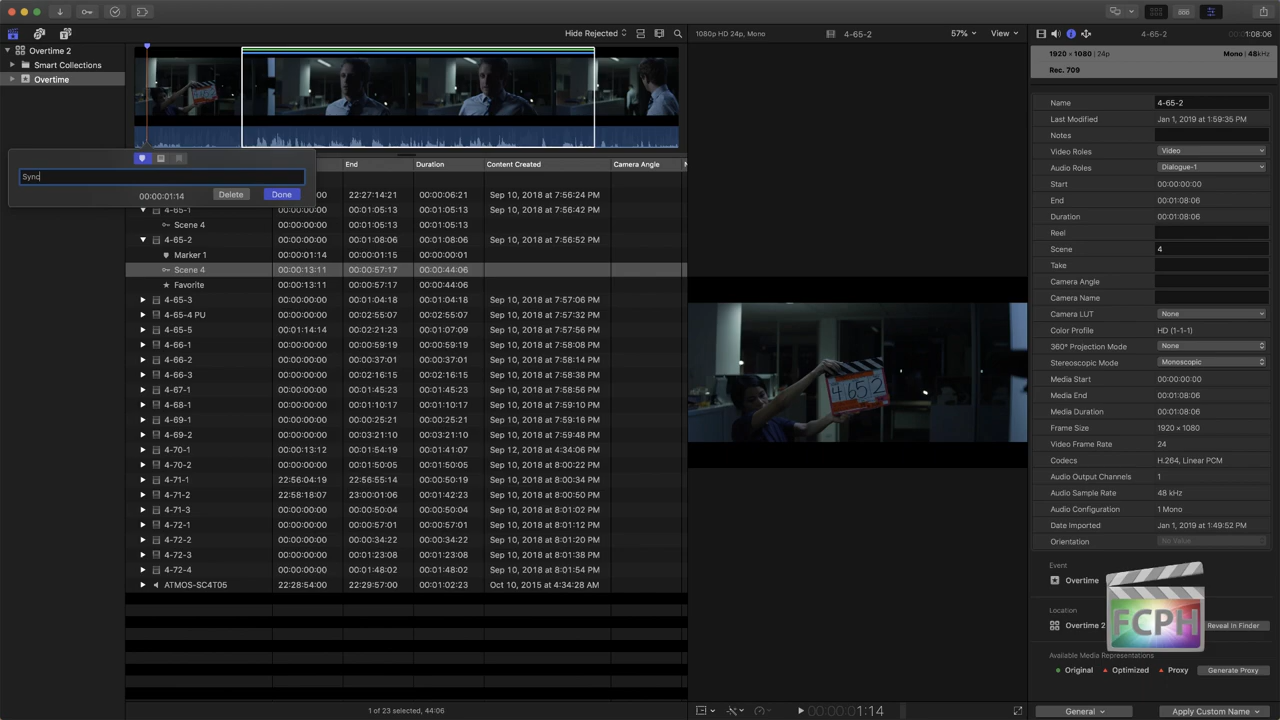 Hide Rejected
1080p HD 24p, Mono
4-65-2
57%
View
4-65-2
1:08:06
Overtime 2
Smart Collections
Overtime
1920 × 1080 | 24p
Mono | 48kHz
Rec. 709
Sync
00:00:01:14
Delete
Done
End
Duration
Content Created
Camera Angle
22:27:14:21 00:00:06:21 Sep 10, 2018 at 7:56:24 PM
4-65-1 00:00:00:00 00:01:05:13 00:01:05:13 Sep 10, 2018 at 7:56:42 PM
Scene 4 00:00:00:00 00:01:05:13 00:01:05:13
4-65-2 00:00:00:00 00:01:08:06 00:01:08:06 Sep 10, 2018 at 7:56:52 PM
Marker 1 00:00:01:14 00:00:01:15 00:00:00:01
Scene 4 00:00:13:11 00:00:57:17 00:00:44:06
Favorite 00:00:13:11 00:00:57:17 00:00:44:06
4-65-3 00:00:00:00 00:01:04:18 00:01:04:18 Sep 10, 2018 at 7:57:06 PM
4-65-4 PU 00:00:00:00 00:02:55:07 00:02:55:07 Sep 10, 2018 at 7:57:32 PM
4-65-5 00:01:14:14 00:02:21:23 00:01:07:09 Sep 10, 2018 at 7:57:56 PM
4-66-1 00:00:00:00 00:00:59:19 00:00:59:19 Sep 10, 2018 at 7:58:08 PM
4-66-2 00:00:00:00 00:00:37:01 00:00:37:01 Sep 10, 2018 at 7:58:14 PM
4-66-3 00:00:00:00 00:02:16:15 00:02:16:15 Sep 10, 2018 at 7:58:38 PM
4-67-1 00:00:00:00 00:01:45:23 00:01:45:23 Sep 10, 2018 at 7:58:56 PM
4-68-1 00:00:00:00 00:01:10:17 00:01:10:17 Sep 10, 2018 at 7:59:10 PM
4-69-1 00:00:00:00 00:00:25:21 00:00:25:21 Sep 10, 2018 at 7:59:16 PM
4-69-2 00:00:00:00 00:03:21:10 00:03:21:10 Sep 10, 2018 at 7:59:48 PM
4-70-1 00:00:13:12 00:01:54:19 00:01:41:07 Sep 12, 2018 at 4:34:06 PM
4-70-2 00:00:00:00 00:01:50:05 00:01:50:05 Sep 10, 2018 at 8:00:22 PM
4-71-1 22:56:04:19 22:56:55:14 00:00:50:19 Sep 10, 2018 at 8:00:34 PM
4-71-2 22:58:18:07 23:00:01:06 00:01:42:23 Sep 10, 2018 at 8:00:50 PM
4-71-3 00:00:00:00 00:00:50:04 00:00:50:04 Sep 10, 2018 at 8:01:02 PM
4-72-1 00:00:00:00 00:00:57:01 00:00:57:01 Sep 10, 2018 at 8:01:12 PM
4-72-2 00:00:00:00 00:00:34:22 00:00:34:22 Sep 10, 2018 at 8:01:20 PM
4-72-3 00:00:00:00 00:01:23:08 00:01:23:08 Sep 10, 2018 at 8:01:38 PM
4-72-4 00:00:00:00 00:01:48:02 00:01:48:02 Sep 10, 2018 at 8:01:54 PM
ATMOS-SC4T05 22:28:54:00 22:29:57:00 00:01:02:23 Oct 10, 2015 at 4:34:28 AM
1 of 23 selected, 44:06
4 65 2
00:00:00:01:14
Name 4-65-2
Last Modified Jan 1, 2019 at 1:59:35 PM
Notes
Video Roles Video
Audio Roles Dialogue-1
Start 00:00:00:00
End 00:01:08:06
Duration 00:01:08:06
Reel
Scene 4
Take
Camera Angle
Camera Name
Camera LUT None
Color Profile HD (1-1-1)
360° Projection Mode None
Stereoscopic Mode Monoscopic
Media Start 00:00:00:00
Media End 00:01:08:06
Media Duration 00:01:08:06
Frame Size 1920 × 1080
Video Frame Rate 24
Codecs H.264, Linear PCM
Audio Output Channels 1
Audio Sample Rate 48 kHz
Audio Configuration 1 Mono
Date Imported Jan 1, 2019 at 1:49:52 PM
Orientation No Value
Event
Overtime
Location
Overtime 2
Reveal In Finder
FCPH
Available Media Representations
Original Optimized Proxy Generate Proxy
General
Apply Custom Name